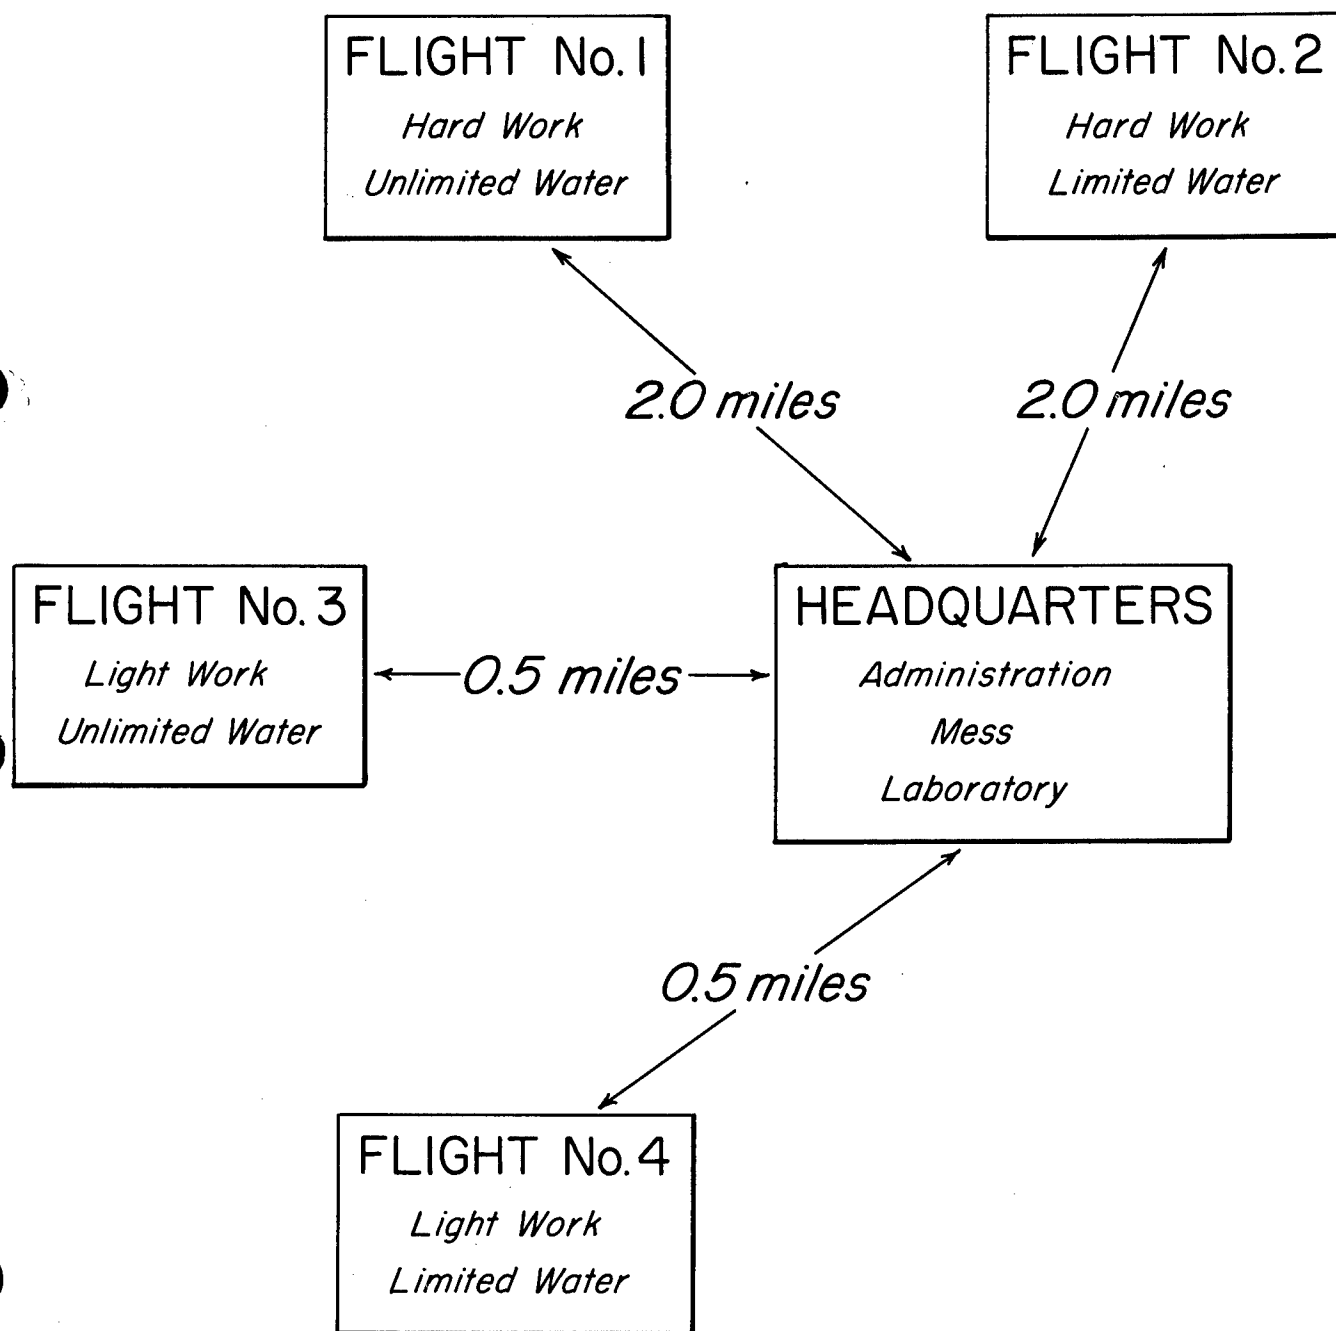 FLIGHT No. 1
Hard Work
Unlimited Water
FLIGHT No. 2
Hard Work
Limited Water
2.0 miles
2.0 miles
FLIGHT No. 3
Light Work
Unlimited Water
0.5 miles
HEADQUARTERS
Administration
Mess
Laboratory
0.5 miles
FLIGHT No. 4
Light Work
Limited Water